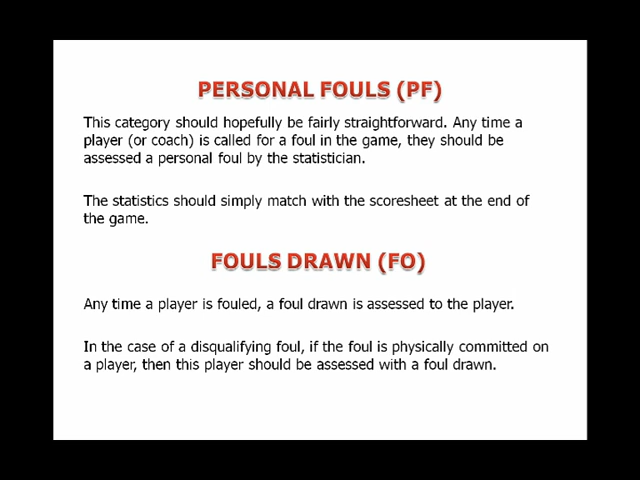 PERSONAL FOULS (PF)
This category should hopefully be fairly straightforward. Any time a
player (or coach) is called for a foul in the game, they should be
assessed a personal foul by the statistician.
The statistics should simply match with the scoresheet at the end of
the game.
FOULS DRAWN (FO)
Any time a player is fouled, a foul drawn is assessed to the player.
In the case of a disqualifying foul, if the foul is physically committed on
a player, then this player should be assessed with a foul drawn.